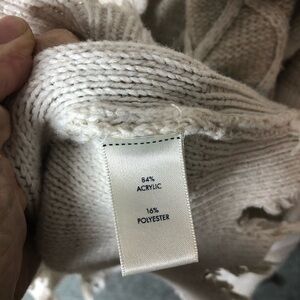 84%
ACRYLIC
16%
POLYESTER